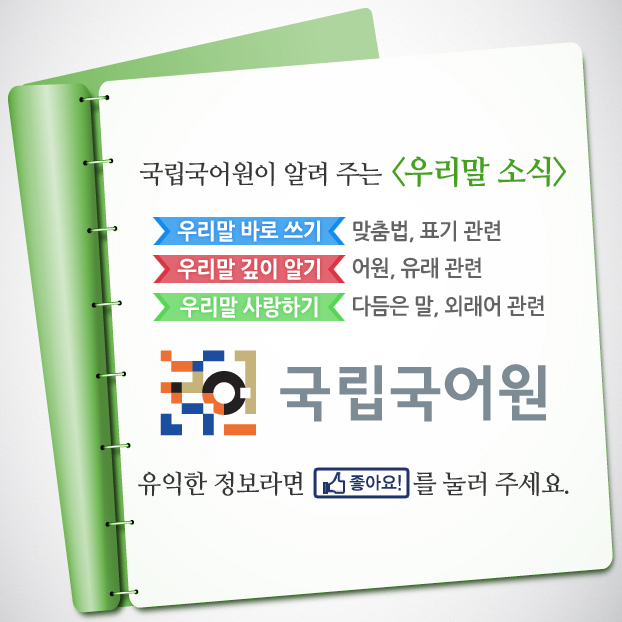 국립국어원이 알려 주는 <우리말 소식>
우리말 바로 쓰기 맞춤법, 표기 관련
우리말 깊이 알기 어원, 유래 관련
우리말 사랑하기 다듬은 말, 외래어 관련
국립국어원
유익한 정보라면 좋아요! 를 눌러 주세요.